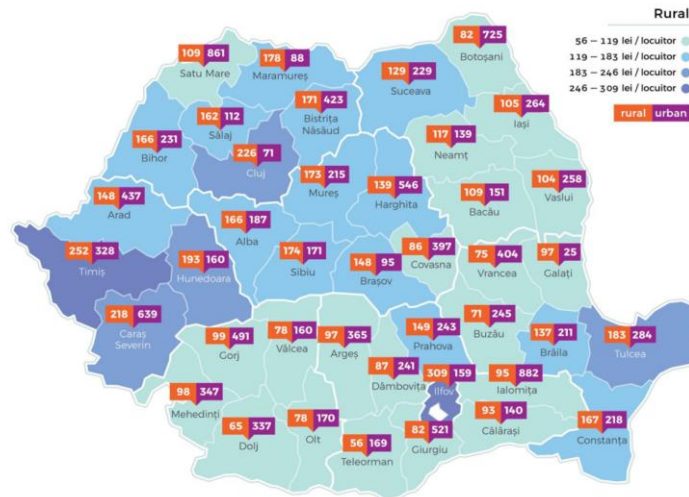 Rural
56 – 119 lei / locuitor
119 – 183 lei / locuitor
183 – 246 lei / locuitor
246 – 309 lei / locuitor
rural urban
109 861
Satu Mare
178 88
Maramureș
82 725
Botoșani
129 229
Suceava
171 423
Bistrița
Năsăud
162 112
Sălaj
105 264
Iași
166 231
Bihor
226 71
Cluj
117 139
Neamț
173 215
Mureș
139 546
Harghita
109 151
Bacău
104 258
Vaslui
148 437
Arad
166 187
Alba
174 171
Sibiu
148 95
Brașov
86 397
Covasna
75 404
Vrancea
97 25
Galați
252 328
Timiș
193 160
Hunedoara
218 639
Caraș
Severin
99 491
Gorj
78 160
Vâlcea
97 365
Argeș
149 243
Prahova
71 245
Buzău
137 211
Brăila
183 284
Tulcea
87 241
Dâmbovița
309 159
Ilfov
95 882
Ialomița
98 347
Mehedinți
65 337
Dolj
78 170
Olt
56 169
Teleorman
82 521
Giurgiu
93 140
Călărași
167 218
Constanța